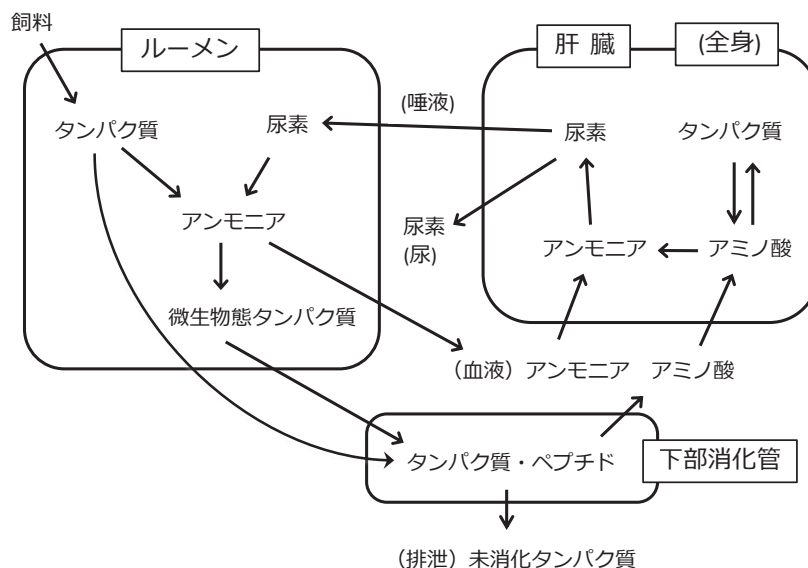 飼料
ルーメン
肝 臓
(全身)
タンパク質
尿素
(唾液)
尿素
タンパク質
アンモニア
尿素
(尿)
アンモニア
アミノ酸
微生物態タンパク質
（血液）アンモニア
アミノ酸
タンパク質・ペプチド
下部消化管
（排泄）未消化タンパク質